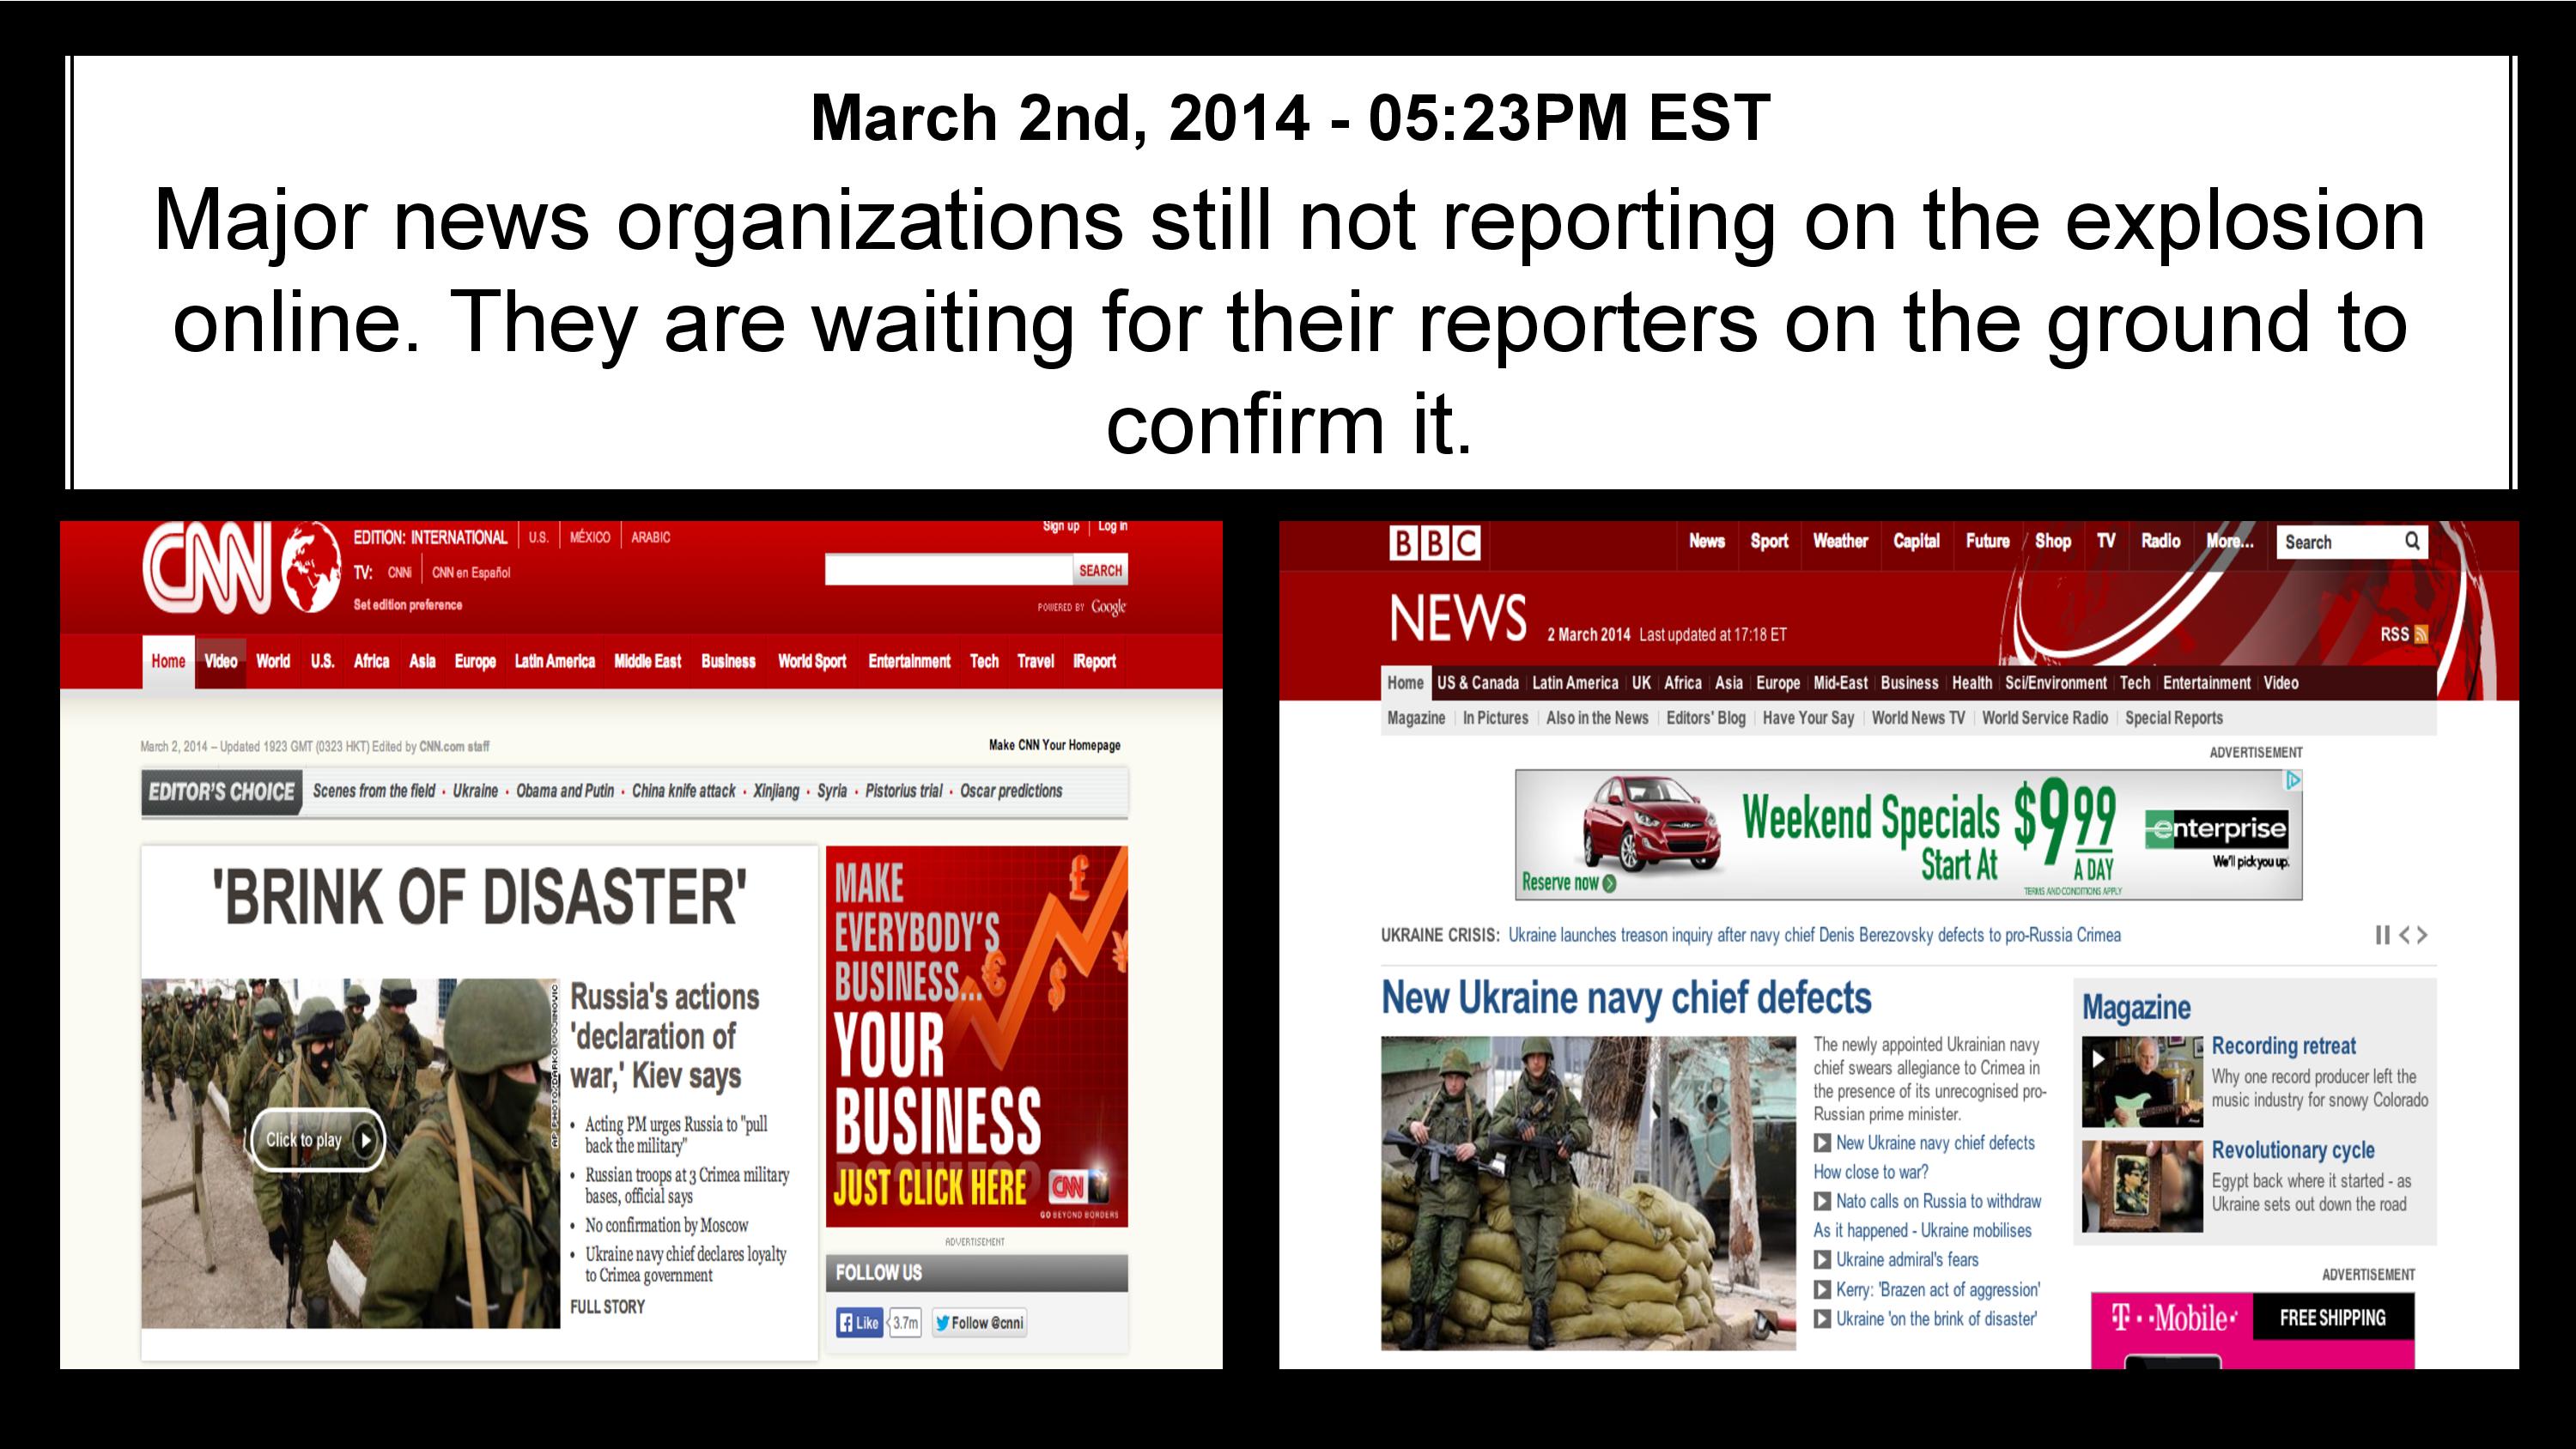 March 2nd, 2014 - 05:23PM EST
Major news organizations still not reporting on the explosion
online. They are waiting for their reporters on the ground to
confirm it.
CNN
EDITION: INTERNATIONAL U.S. MÉXICO ARABIC
TV: CNNi CNN en Español
Set edition preference
Sign up Log in
SEARCH
POWERED BY Google
Home Video World U.S. Africa Asia Europe Latin America Middle East Business World Sport Entertainment Tech Travel iReport
March 2, 2014 – Updated 1923 GMT (0323 HKT) Edited by CNN.com staff
Make CNN Your Homepage
EDITOR'S CHOICE Scenes from the field • Ukraine • Obama and Putin • China knife attack • Xinjiang • Syria • Pistorius trial • Oscar predictions
'BRINK OF DISASTER'
Click to play
AP PHOTO/DARKO VOJINOVIC
Russia's actions
'declaration of
war,' Kiev says
• Acting PM urges Russia to "pull
back the military"
• Russian troops at 3 Crimea military
bases, official says
• No confirmation by Moscow
• Ukraine navy chief declares loyalty
to Crimea government
FULL STORY
MAKE
EVERYBODY'S
BUSINESS...
YOUR
BUSINESS
JUST CLICK HERE
CNN
GO BEYOND BORDERS
ADVERTISEMENT
FOLLOW US
Like 3.7m Follow @cnni
BBC
News Sport Weather Capital Future Shop TV Radio More... Search
NEWS 2 March 2014 Last updated at 17:18 ET
RSS
Home US & Canada Latin America UK Africa Asia Europe Mid-East Business Health Sci/Environment Tech Entertainment Video
Magazine In Pictures Also in the News Editors' Blog Have Your Say World News TV World Service Radio Special Reports
ADVERTISEMENT
Weekend Specials
Start At
$9.99
A DAY
TERMS AND CONDITIONS APPLY
Reserve now
enterprise
We'll pick you up.
UKRAINE CRISIS: Ukraine launches treason inquiry after navy chief Denis Berezovsky defects to pro-Russia Crimea
New Ukraine navy chief defects
The newly appointed Ukrainian navy
chief swears allegiance to Crimea in
the presence of its unrecognised pro-
Russian prime minister.
New Ukraine navy chief defects
How close to war?
Nato calls on Russia to withdraw
As it happened - Ukraine mobilises
Ukraine admiral's fears
Kerry: 'Brazen act of aggression'
Ukraine 'on the brink of disaster'
Magazine
Recording retreat
Why one record producer left the
music industry for snowy Colorado
Revolutionary cycle
Egypt back where it started - as
Ukraine sets out down the road
ADVERTISEMENT
T··Mobile·
FREE SHIPPING